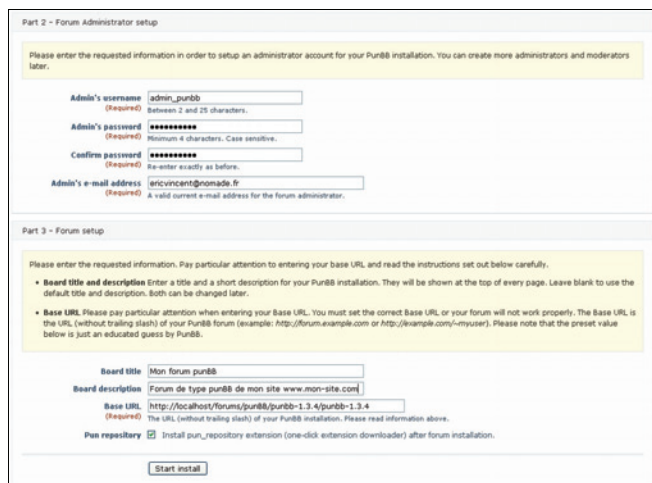 Part 2 – Forum Administrator setup
Please enter the requested information in order to setup an administrator account for your PunBB installation. You can create more administrators and moderators
later.
Admin's username admin_punbb
(Required) Between 2 and 25 characters.
Admin's password ●●●●●●●●●●
(Required) Minimum 4 characters. Case sensitive.
Confirm password ●●●●●●●●●●
(Required) Re-enter exactly as before.
Admin's e-mail address ericvincent@nomade.fr
(Required) A valid current e-mail address for the forum administrator.
Part 3 – Forum setup
Please enter the requested information. Pay particular attention to entering your base URL and read the instructions set out below carefully.
• Board title and description Enter a title and a short description for your PunBB installation. They will be shown at the top of every page. Leave blank to use the
default title and description. Both can be changed later.
• Base URL Please pay particular attention when entering your Base URL. You must set the correct Base URL or your forum will not work properly. The Base URL is
the URL (without trailing slash) of your PunBB forum (example: http://forum.example.com or http://example.com/~myuser). Please note that the preset value
below is just an educated guess by PunBB.
Board title Mon forum punBB
Board description Forum de type punBB de mon site www.mon-site.com
Base URL http://localhost/forums/punBB/punbb-1.3.4/punbb-1.3.4
(Required) The URL (without trailing slash) of your PunBB installation. Please read information above.
Pun repository Install pun_repository extension (one-click extension downloader) after forum installation.
Start install